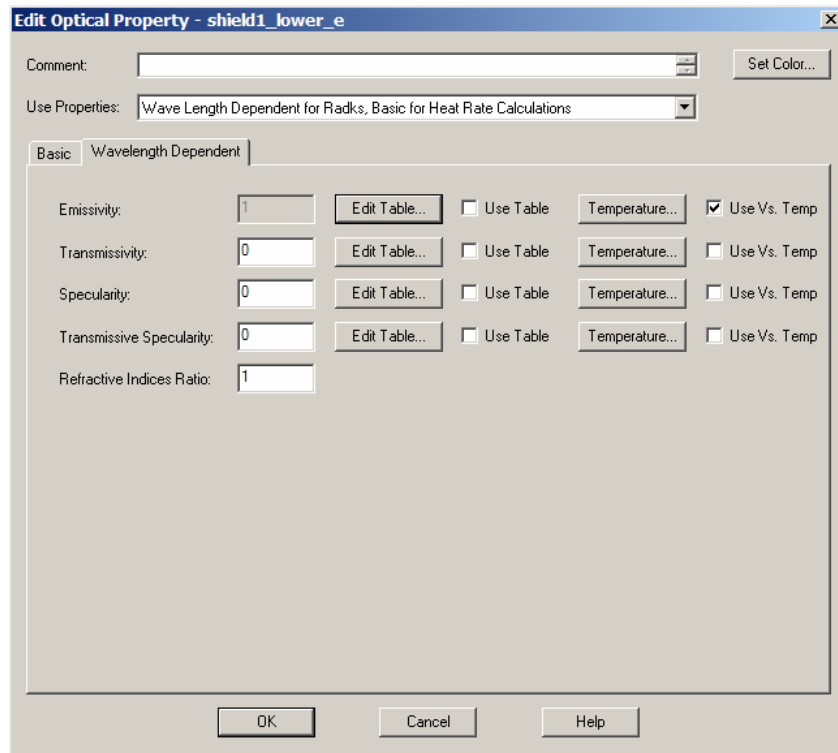 Edit Optical Property - shield1_lower_e
Comment: Set Color...
Use Properties: Wave Length Dependent for Radks, Basic for Heat Rate Calculations
Basic Wavelength Dependent
Emissivity: 1 Edit Table... Use Table Temperature... Use Vs. Temp
Transmissivity: 0 Edit Table... Use Table Temperature... Use Vs. Temp
Specularity: 0 Edit Table... Use Table Temperature... Use Vs. Temp
Transmissive Specularity: 0 Edit Table... Use Table Temperature... Use Vs. Temp
Refractive Indices Ratio: 1
OK Cancel Help